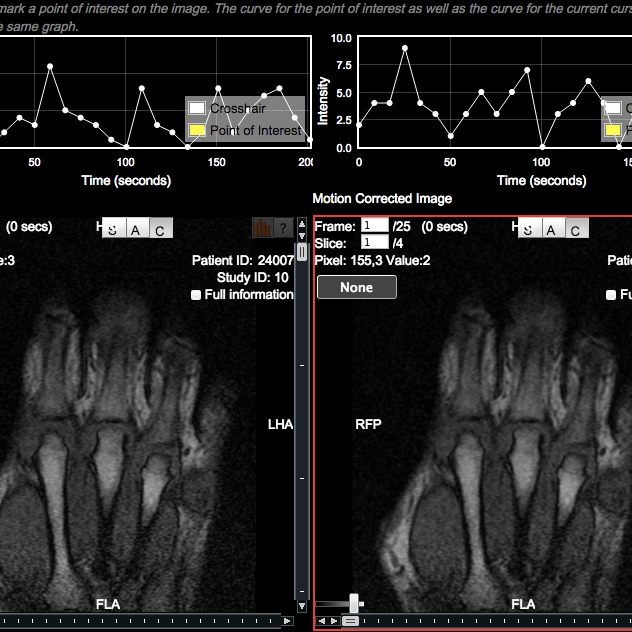 mark a point of interest on the image. The curve for the point of interest as well as the curve for the current curs
e same graph.
Crosshair
Point of Interest
50 100 150 200
Time (seconds)
Intensity
10.0
7.5
5.0
2.5
0.0
0 50 100 15
Time (seconds)
Motion Corrected Image
(0 secs)
S A C
?
e:3
Patient ID: 24007
Study ID: 10
Full information
LHA
FLA
Frame: 1 /25 (0 secs)
S A C
Slice: 1 /4
Pixel: 155,3 Value:2
Patie
None
Fu
RFP
FLA